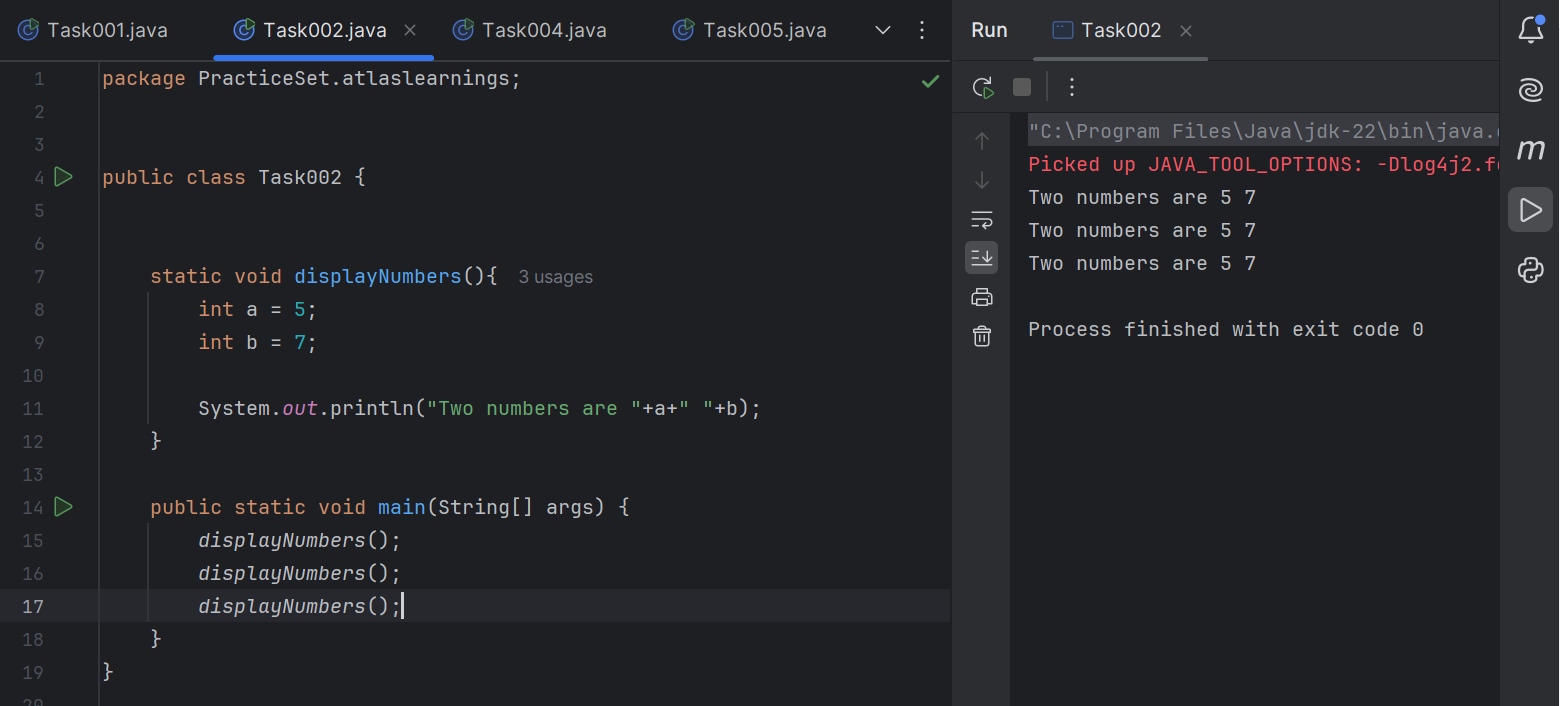 Task001.java Task002.java Task004.java Task005.java
1 package PracticeSet.atlaslearnings;
2
3
4 public class Task002 {
5
6
7 static void displayNumbers(){ 3 usages
8 int a = 5;
9 int b = 7;
10
11 System.out.println("Two numbers are "+a+" "+b);
12 }
13
14 public static void main(String[] args) {
15 displayNumbers();
16 displayNumbers();
17 displayNumbers();
18 }
19 }
Run Task002
"C:\Program Files\Java\jdk-22\bin\java.
Picked up JAVA_TOOL_OPTIONS: -Dlog4j2.f
Two numbers are 5 7
Two numbers are 5 7
Two numbers are 5 7
Process finished with exit code 0
m